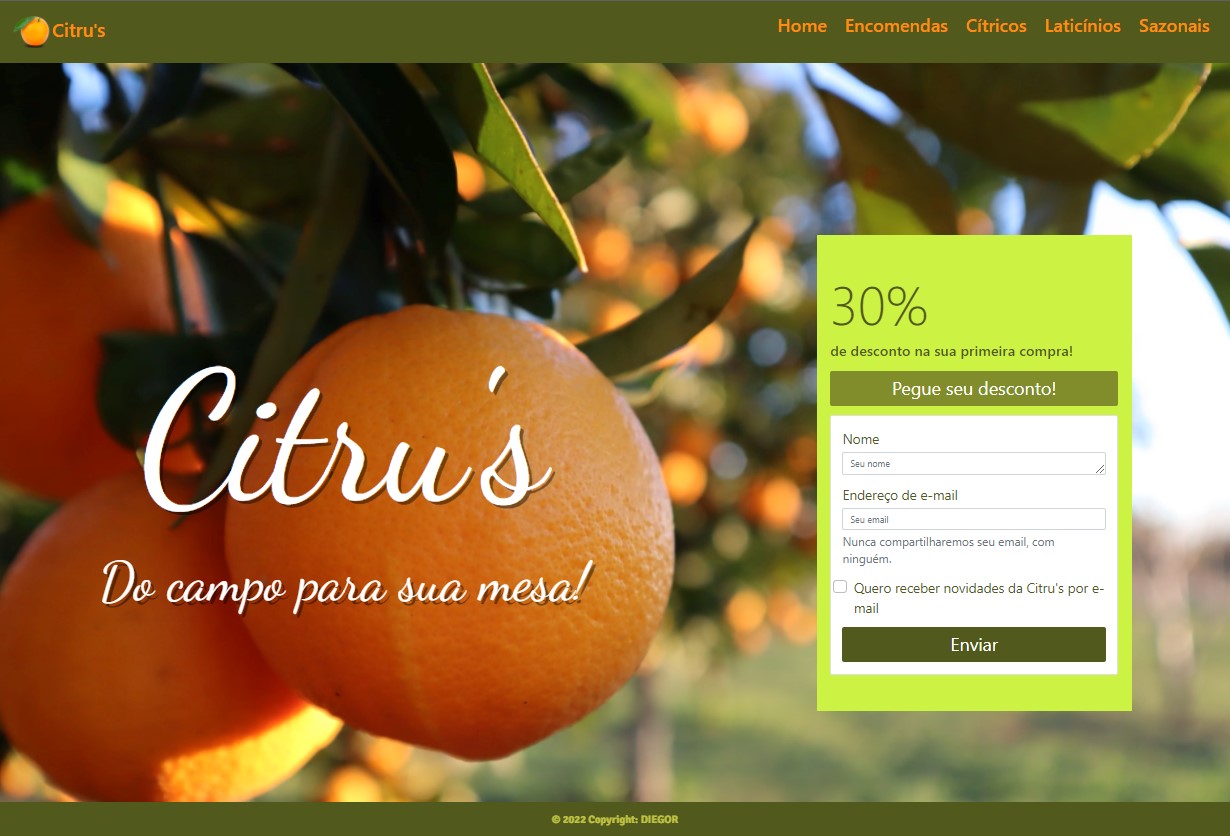 Citru's
Home Encomendas Cítricos Laticínios Sazonais
Citru's
Do campo para sua mesa!
30%
de desconto na sua primeira compra!
Pegue seu desconto!
Nome
Seu nome
Endereço de e-mail
Seu email
Nunca compartilharemos seu email, com
ninguém.
Quero receber novidades da Citru's por e-
mail
Enviar
© 2022 Copyright: DIEGOR